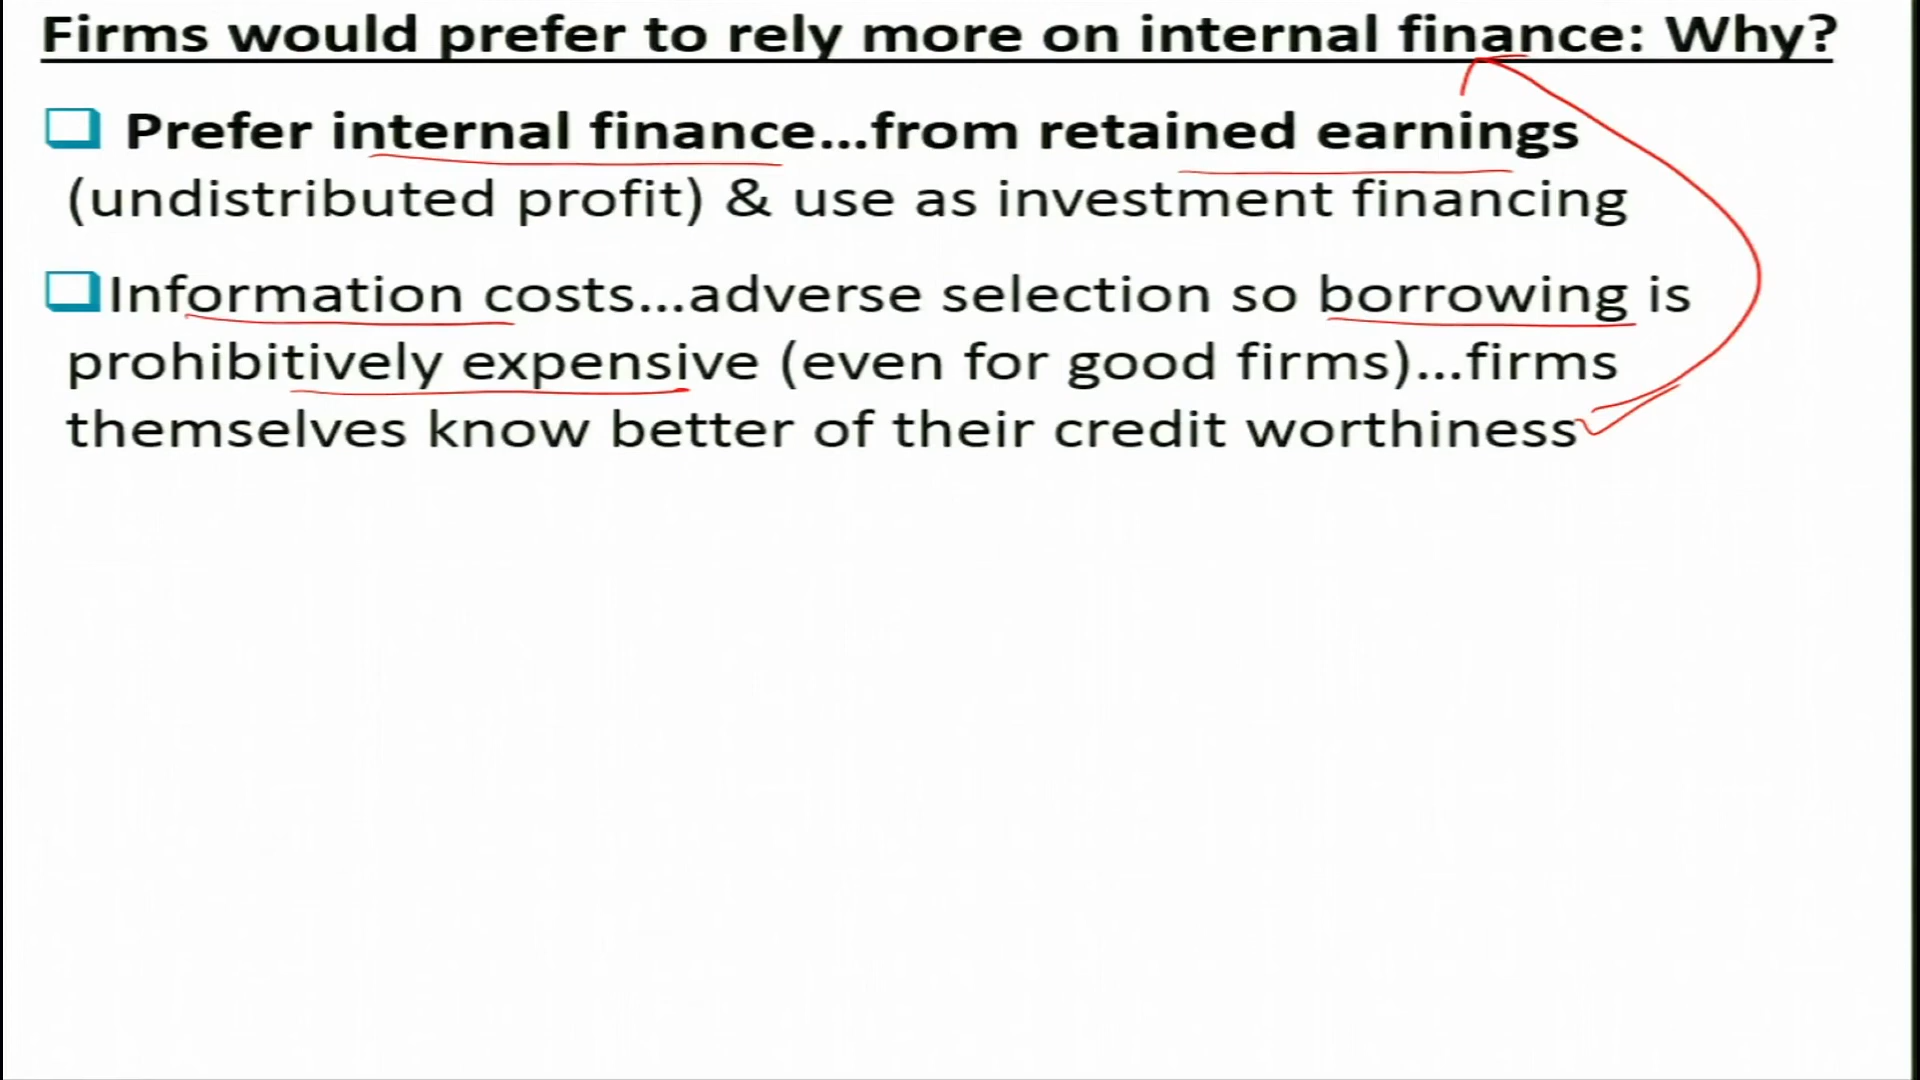 Firms would prefer to rely more on internal finance: Why?
Prefer internal finance...from retained earnings
(undistributed profit) & use as investment financing
Information costs...adverse selection so borrowing is
prohibitively expensive (even for good firms)...firms
themselves know better of their credit worthiness